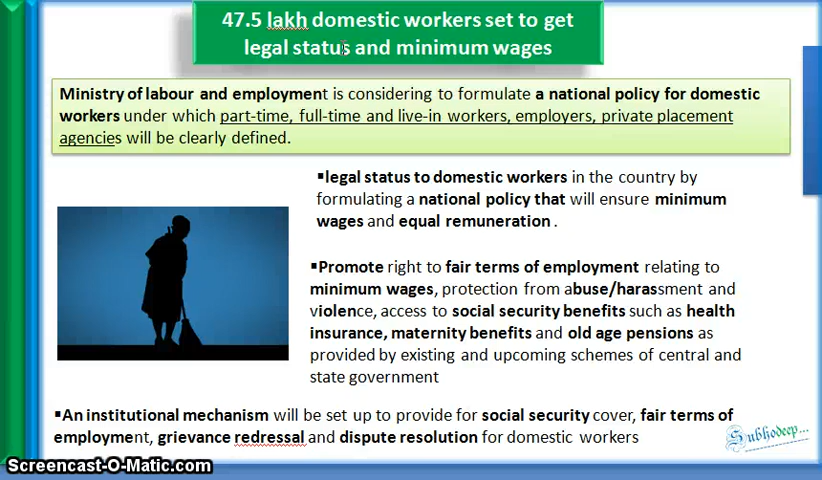 47.5 lakh domestic workers set to get
legal status and minimum wages
Ministry of labour and employment is considering to formulate a national policy for domestic
workers under which part-time, full-time and live-in workers, employers, private placement
agencies will be clearly defined.
▪legal status to domestic workers in the country by
formulating a national policy that will ensure minimum
wages and equal remuneration .
▪Promote right to fair terms of employment relating to
minimum wages, protection from abuse/harassment and
violence, access to social security benefits such as health
insurance, maternity benefits and old age pensions as
provided by existing and upcoming schemes of central and
state government
▪An institutional mechanism will be set up to provide for social security cover, fair terms of
employment, grievance redressal and dispute resolution for domestic workers
Subhodeep...
Screencast-O-Matic.com